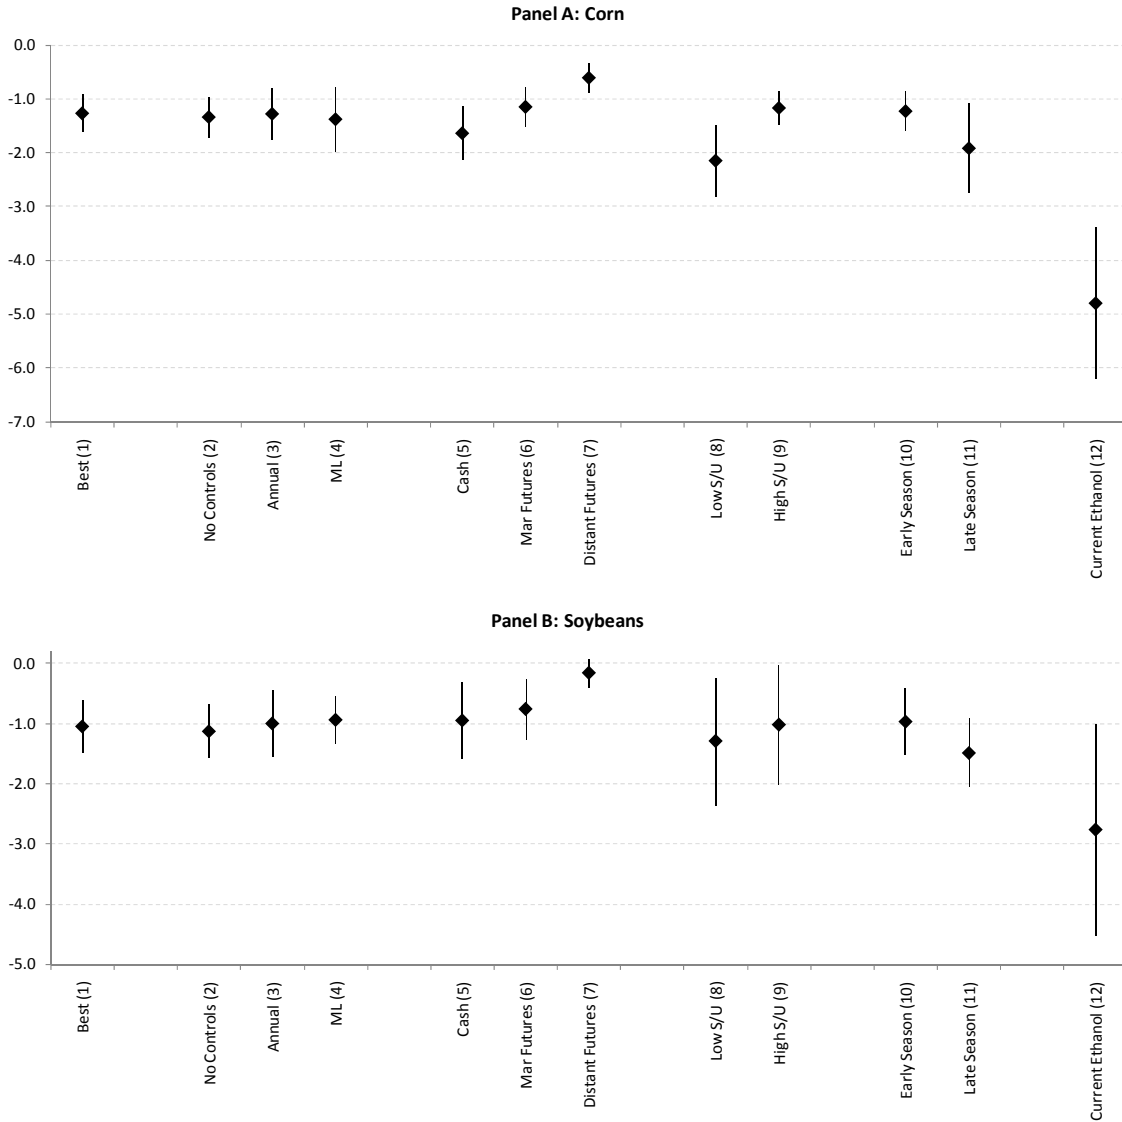 Panel A: Corn
0.0
-1.0
-2.0
-3.0
-4.0
-5.0
-6.0
-7.0
Best (1)
No Controls (2)
Annual (3)
ML (4)
Cash (5)
Mar Futures (6)
Distant Futures (7)
Low S/U (8)
High S/U (9)
Early Season (10)
Late Season (11)
Current Ethanol (12)
Panel B: Soybeans
0.0
-1.0
-2.0
-3.0
-4.0
-5.0
Best (1)
No Controls (2)
Annual (3)
ML (4)
Cash (5)
Mar Futures (6)
Distant Futures (7)
Low S/U (8)
High S/U (9)
Early Season (10)
Late Season (11)
Current Ethanol (12)